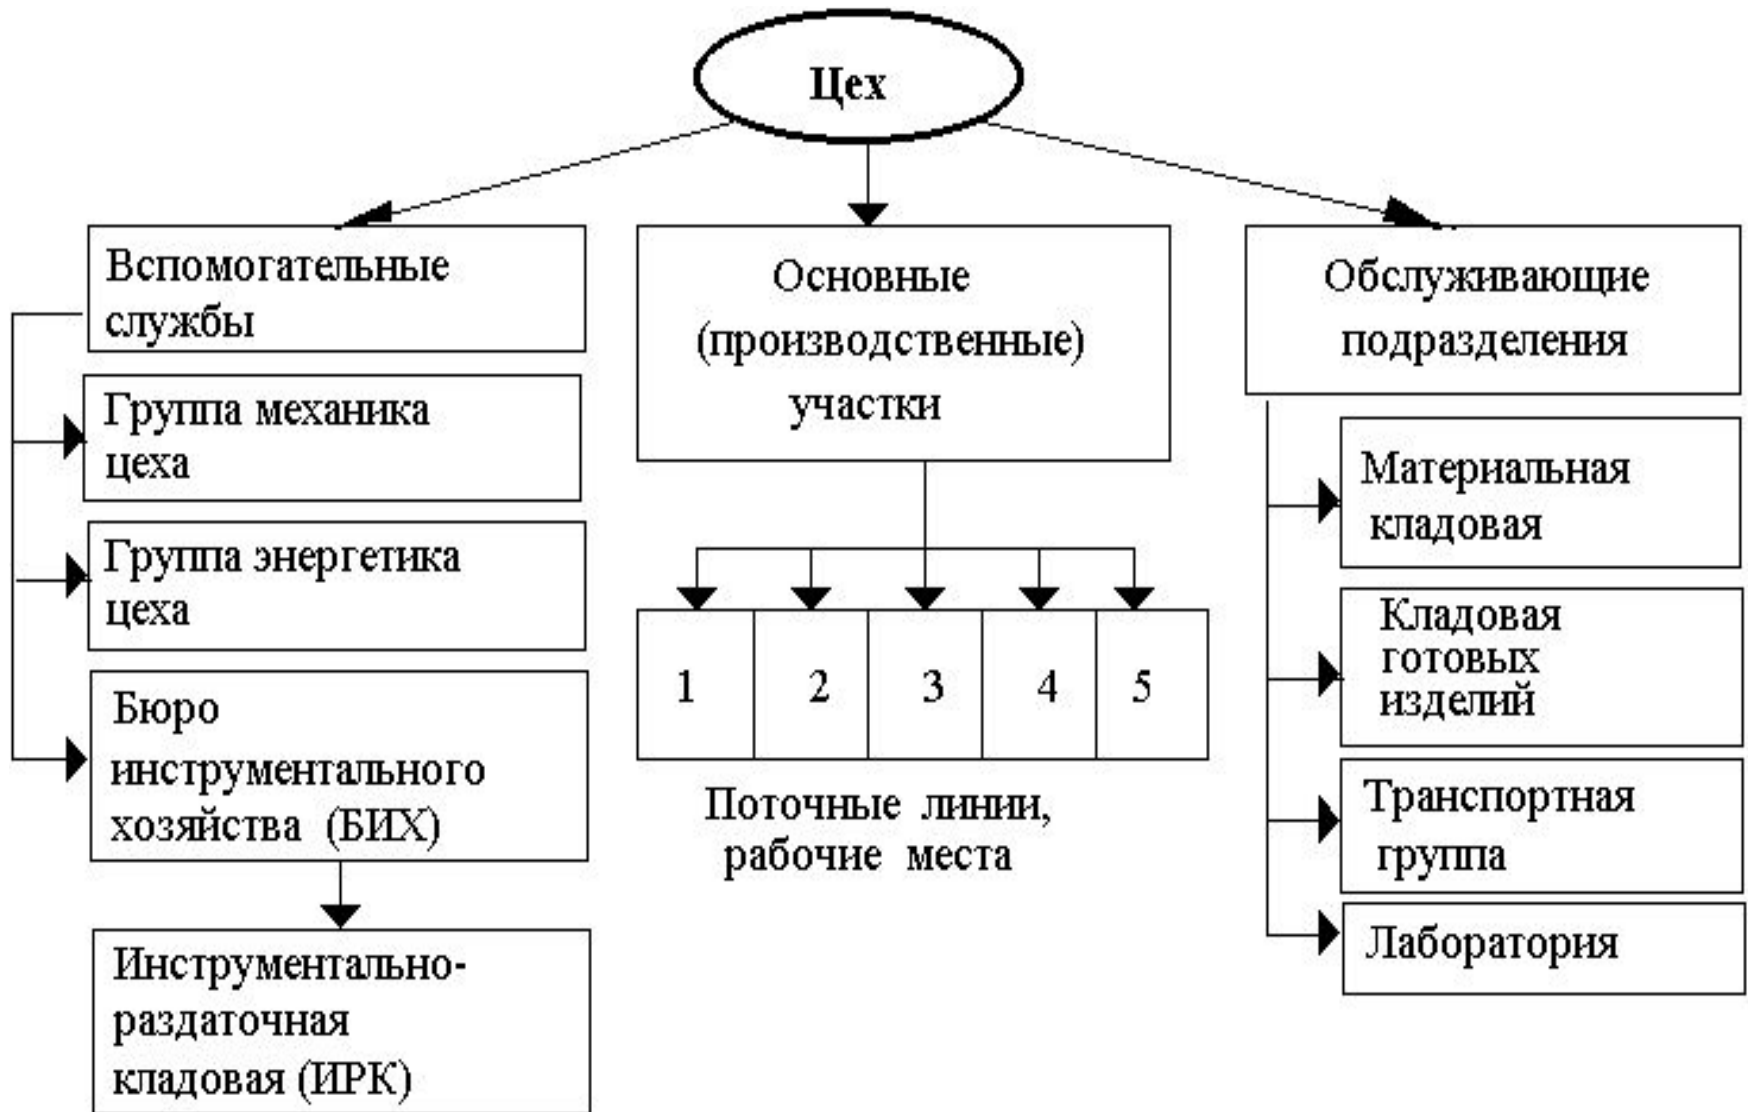 Цех
Вспомогательные
службы
Группа механика
цеха
Группа энергетика
цеха
Бюро
инструментального
хозяйства (БИХ)
Инструментально-
раздаточная
кладовая (ИРК)
Основные
(производственные)
участки
1 2 3 4 5
Поточные линии,
рабочие места
Обслуживающие
подразделения
Материальная
кладовая
Кладовая
готовых
изделий
Транспортная
группа
Лаборатория